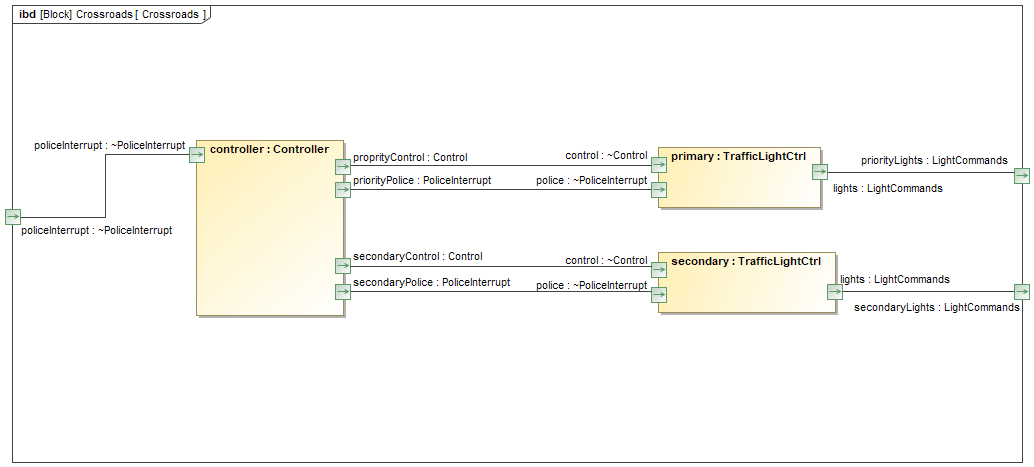 ibd [Block] Crossroads [ Crossroads ]
policeInterrupt : ~PoliceInterrupt
policeInterrupt : ~PoliceInterrupt
controller : Controller
proprityControl : Control
priorityPolice : PoliceInterrupt
secondaryControl : Control
secondaryPolice : PoliceInterrupt
control : ~Control
police : ~PoliceInterrupt
primary : TrafficLightCtrl
priorityLights : LightCommands
lights : LightCommands
control : ~Control
police : ~PoliceInterrupt
secondary : TrafficLightCtrl
lights : LightCommands
secondaryLights : LightCommands